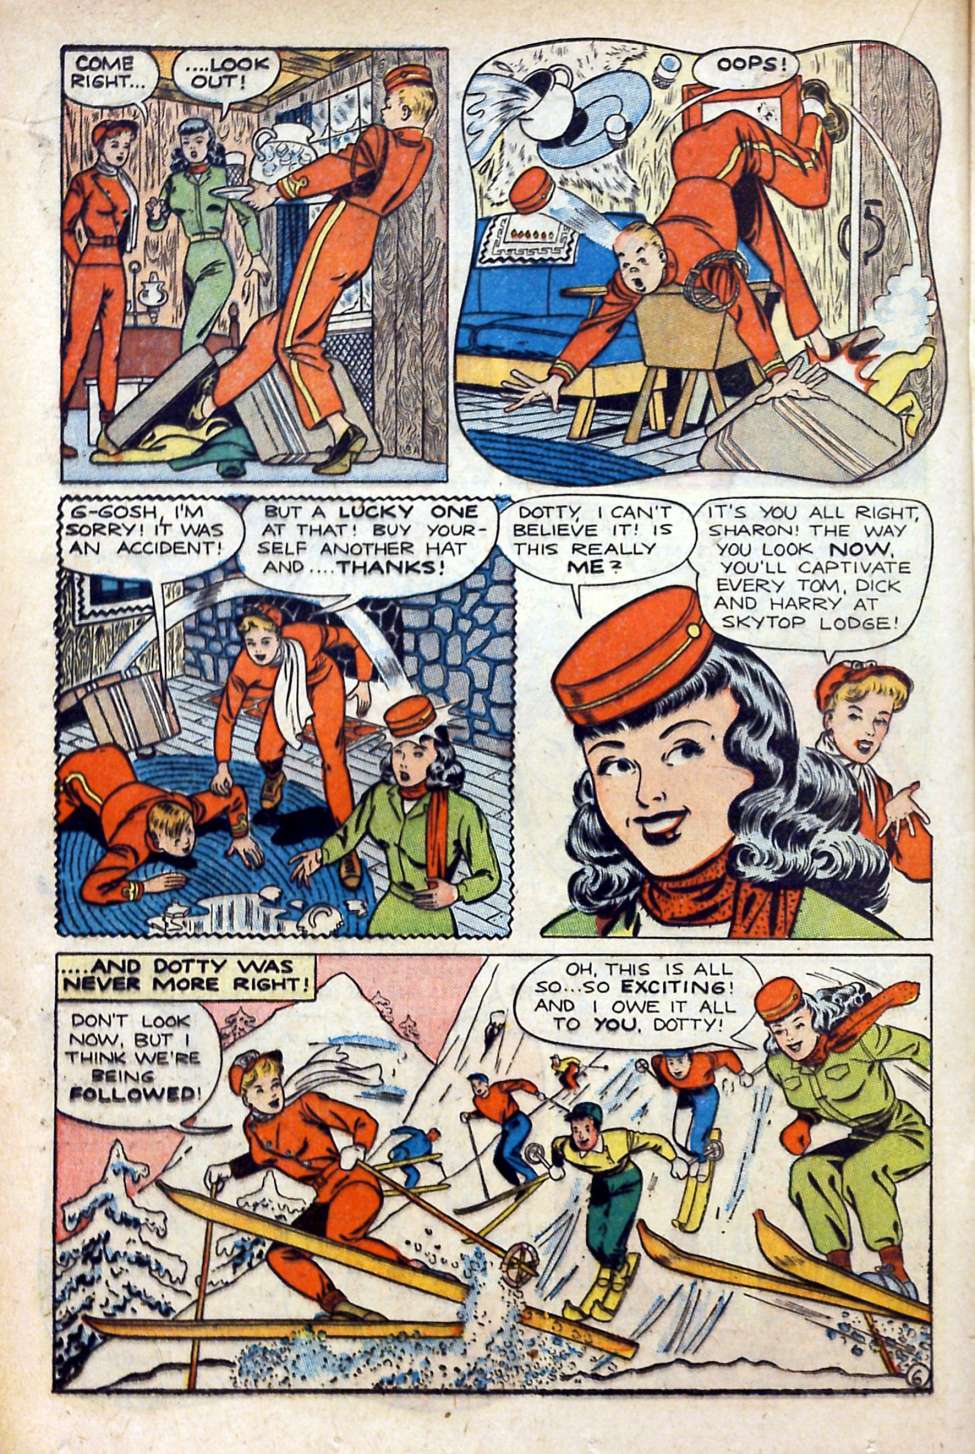 COME
RIGHT...
....LOOK
OUT!
OOPS!
G-GOSH, I'M
SORRY! IT WAS
AN ACCIDENT!
BUT A LUCKY ONE
AT THAT! BUY YOUR-
SELF ANOTHER HAT
AND....THANKS!
DOTTY, I CAN'T
BELIEVE IT! IS
THIS REALLY
ME?
IT'S YOU ALL RIGHT,
SHARON! THE WAY
YOU LOOK NOW,
YOU'LL CAPTIVATE
EVERY TOM, DICK
AND HARRY AT
SKYTOP LODGE!
....AND DOTTY WAS
NEVER MORE RIGHT!
DON'T LOOK
NOW, BUT I
THINK WE'RE
BEING
FOLLOWED!
OH, THIS IS ALL
SO...SO EXCITING!
AND I OWE IT ALL
TO YOU, DOTTY!
6